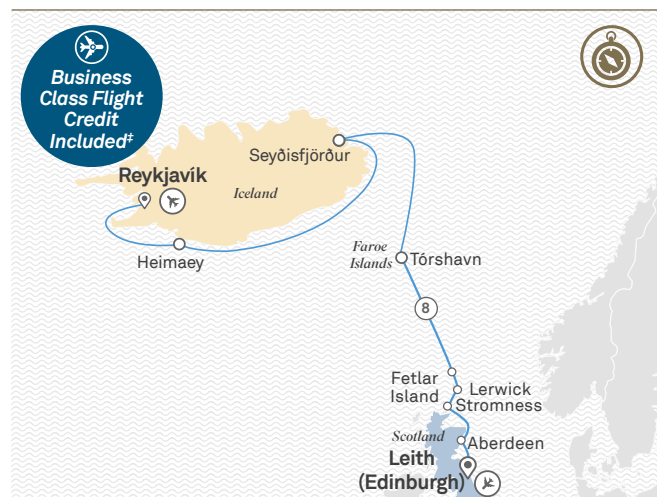 Business
Class Flight
Credit
Included‡
Seyðisfjörður
Reykjavík
Iceland
Heimaey
Faroe
Islands
Tórshavn
8
Fetlar
Island
Lerwick
Stromness
Scotland
Aberdeen
Leith
(Edinburgh)